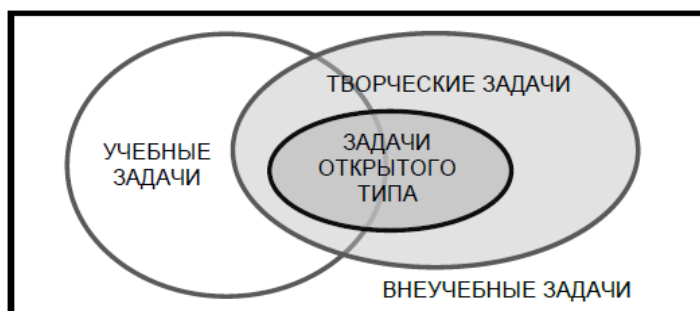 ТВОРЧЕСКИЕ ЗАДАЧИ
УЧЕБНЫЕ
ЗАДАЧИ
ЗАДАЧИ
ОТКРЫТОГО
ТИПА
ВНЕУЧЕБНЫЕ ЗАДАЧИ